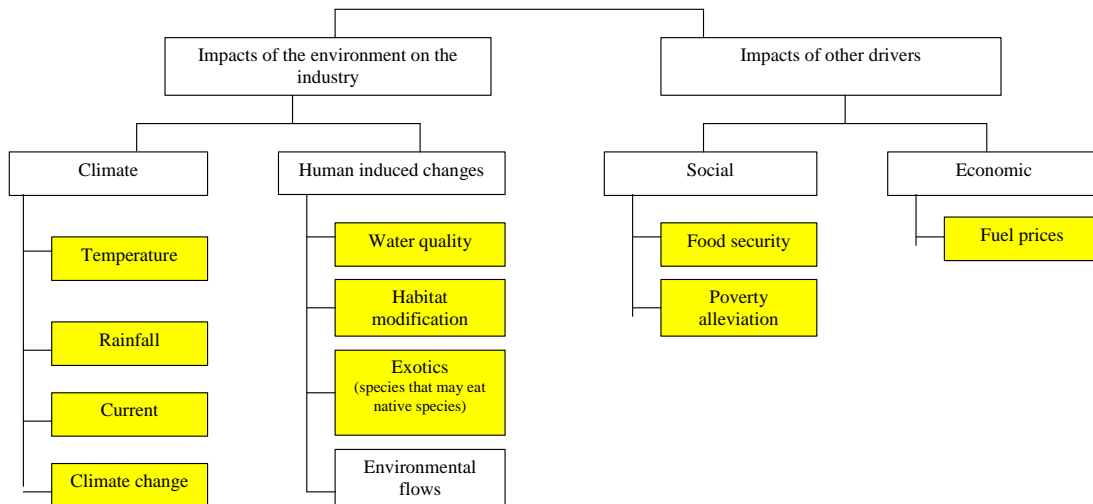 Impacts of the environment on the
industry
Impacts of other drivers
Climate
Human induced changes
Social
Economic
Temperature
Rainfall
Current
Climate change
Water quality
Habitat
modification
Exotics
(species that may eat
native species)
Environmental
flows
Food security
Poverty
alleviation
Fuel prices